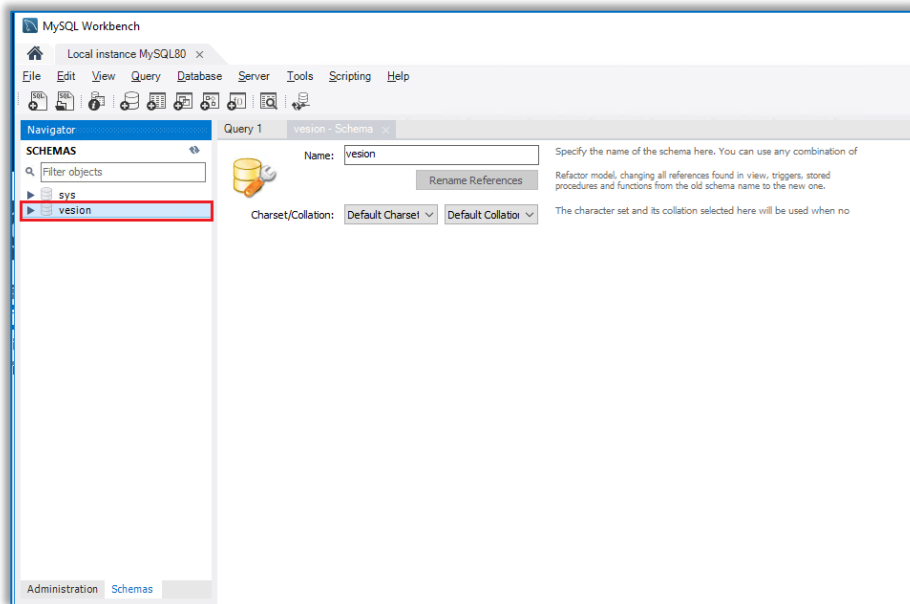 MySQL Workbench
Local instance MySQL80 ×
File Edit View Query Database Server Tools Scripting Help
Navigator
SCHEMAS
Filter objects
sys
vesion
Query 1
vesion - Schema ×
Name: vesion
Specify the name of the schema here. You can use any combination of
Rename References
Refactor model, changing all references found in view, triggers, stored
procedures and functions from the old schema name to the new one.
Charset/Collation: Default Charset Default Collation
The character set and its collation selected here will be used when no
Administration Schemas